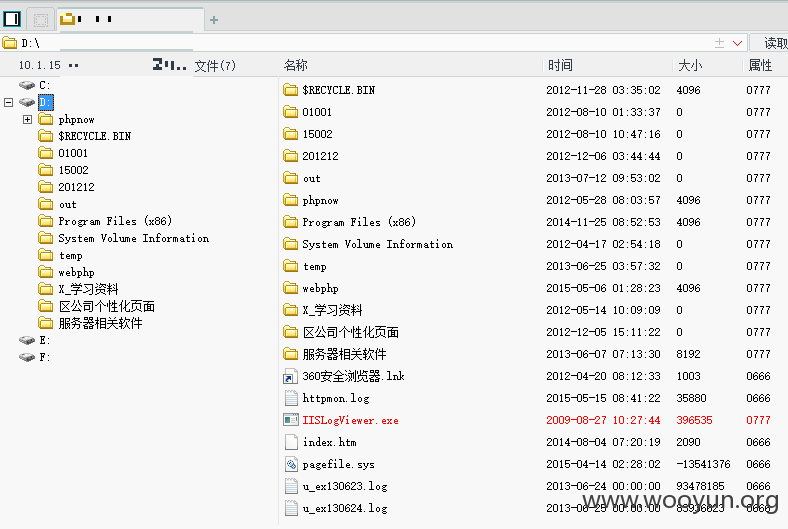 D:\
读取
10.1.15
文件(7)
名称 时间 大小 属性
C:
D:
phpnow
$RECYCLE.BIN
01001
15002
201212
out
Program Files (x86)
System Volume Information
temp
webphp
X_学习资料
区公司个性化页面
服务器相关软件
E:
F:
$RECYCLE.BIN 2012-11-28 03:35:02 4096 0777
01001 2012-08-10 01:33:37 0 0777
15002 2012-08-10 10:47:16 0 0777
201212 2012-12-06 03:44:44 0 0777
out 2013-07-12 09:53:02 0 0777
phpnow 2012-05-28 08:03:57 4096 0777
Program Files (x86) 2014-11-25 08:52:53 4096 0777
System Volume Information 2012-04-17 02:54:18 0 0777
temp 2013-06-25 03:57:32 0 0777
webphp 2015-05-06 01:28:23 4096 0777
X_学习资料 2012-05-14 10:09:09 0 0777
区公司个性化页面 2012-12-05 15:11:22 0 0777
服务器相关软件 2013-06-07 07:13:30 8192 0777
360安全浏览器.lnk 2012-04-20 08:12:33 1003 0666
httpmon.log 2015-05-15 08:41:22 35880 0666
IISLogViewer.exe 2009-08-27 10:27:44 396535 0777
index.htm 2014-08-04 07:20:19 2090 0666
pagefile.sys 2015-04-14 02:28:02 -13541376 0666
u_ex130623.log 2013-06-24 00:00:00 93478185 0666
u_ex130624.log 00:00:00 0666
www.wooyun.org